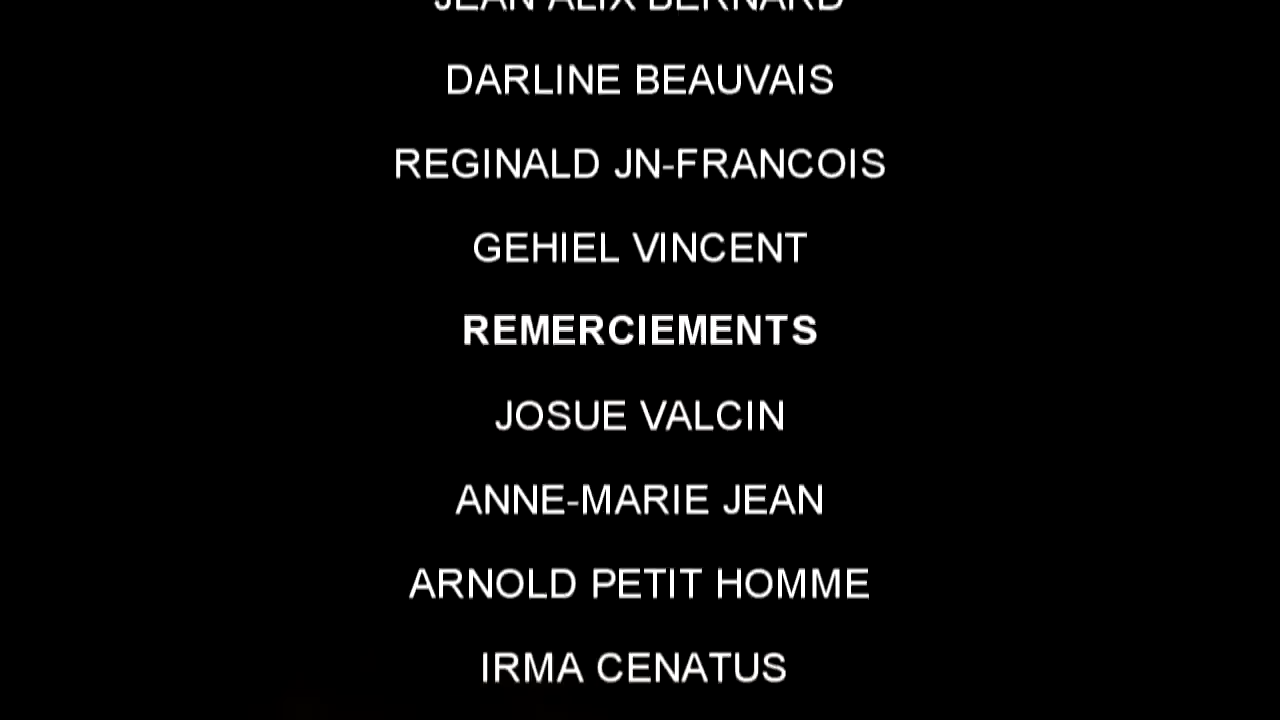 JEAN ALIX BERNARD
DARLINE BEAUVAIS
REGINALD JN-FRANCOIS
GEHIEL VINCENT
REMERCIEMENTS
JOSUE VALCIN
ANNE-MARIE JEAN
ARNOLD PETIT HOMME
IRMA CENATUS